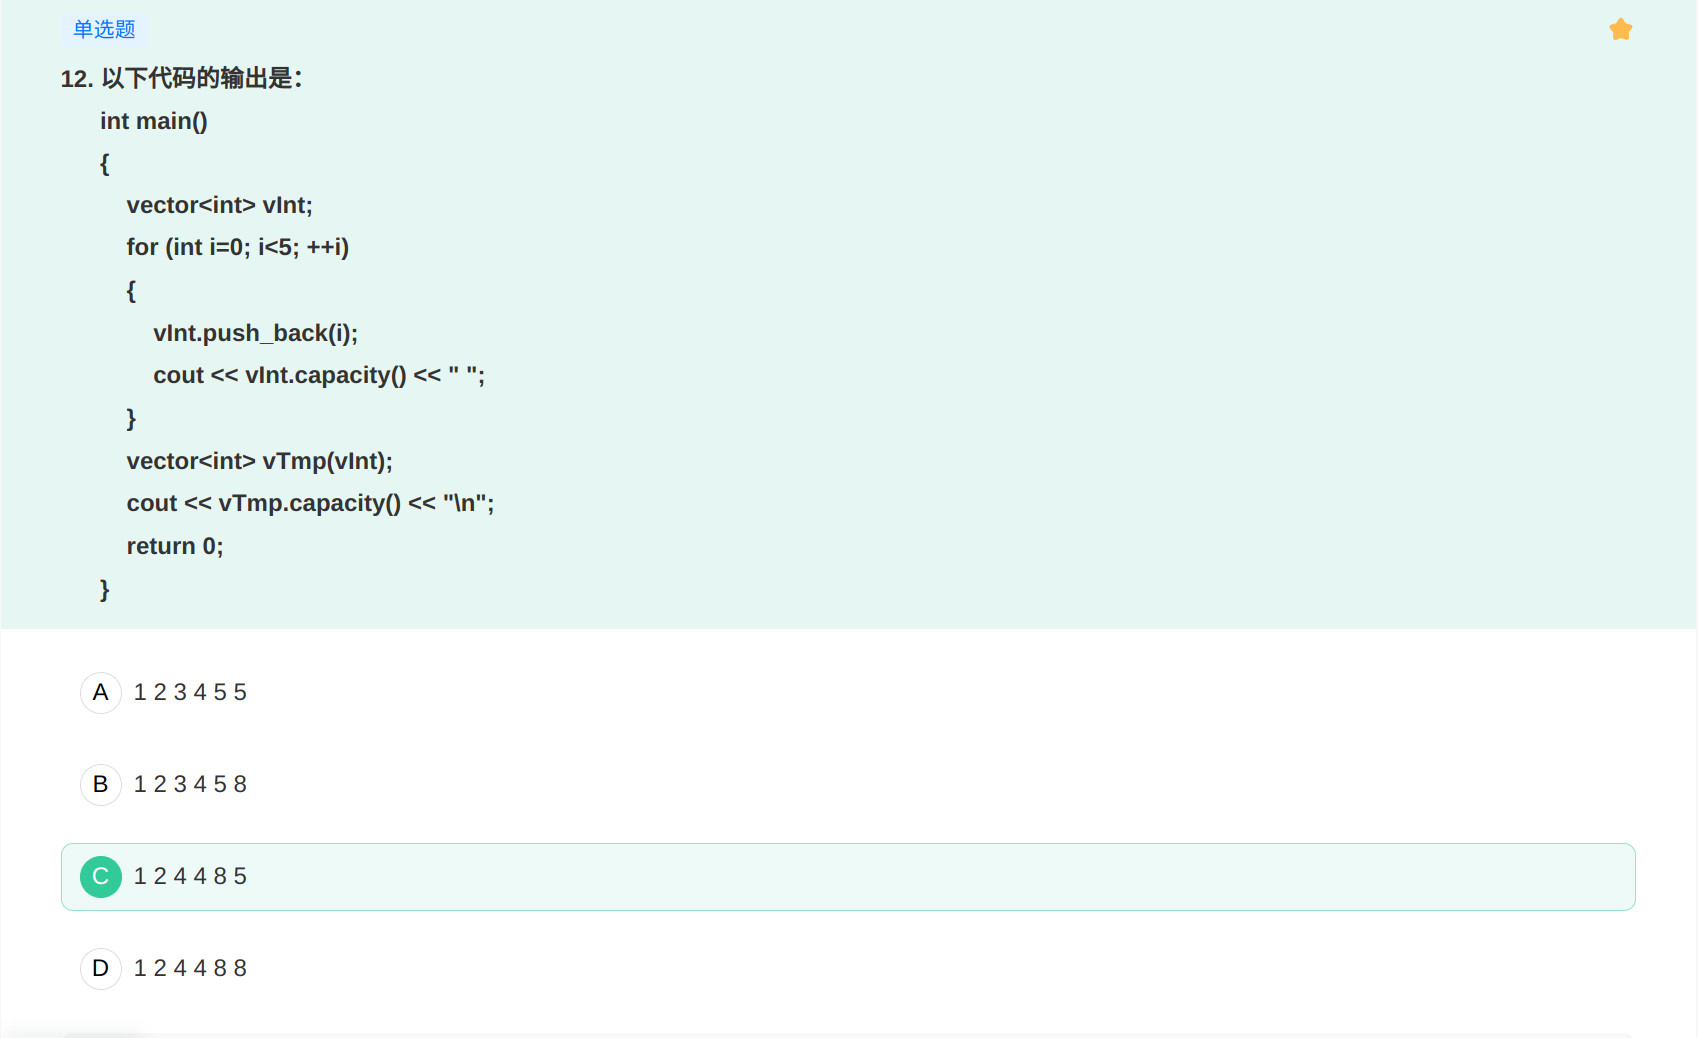 单选题
12. 以下代码的输出是：
int main()
{
vector<int> vInt;
for (int i=0; i<5; ++i)
{
vInt.push_back(i);
cout << vInt.capacity() << " ";
}
vector<int> vTmp(vInt);
cout << vTmp.capacity() << "\n";
return 0;
}
A 1 2 3 4 5 5
B 1 2 3 4 5 8
C 1 2 4 4 8 5
D 1 2 4 4 8 8